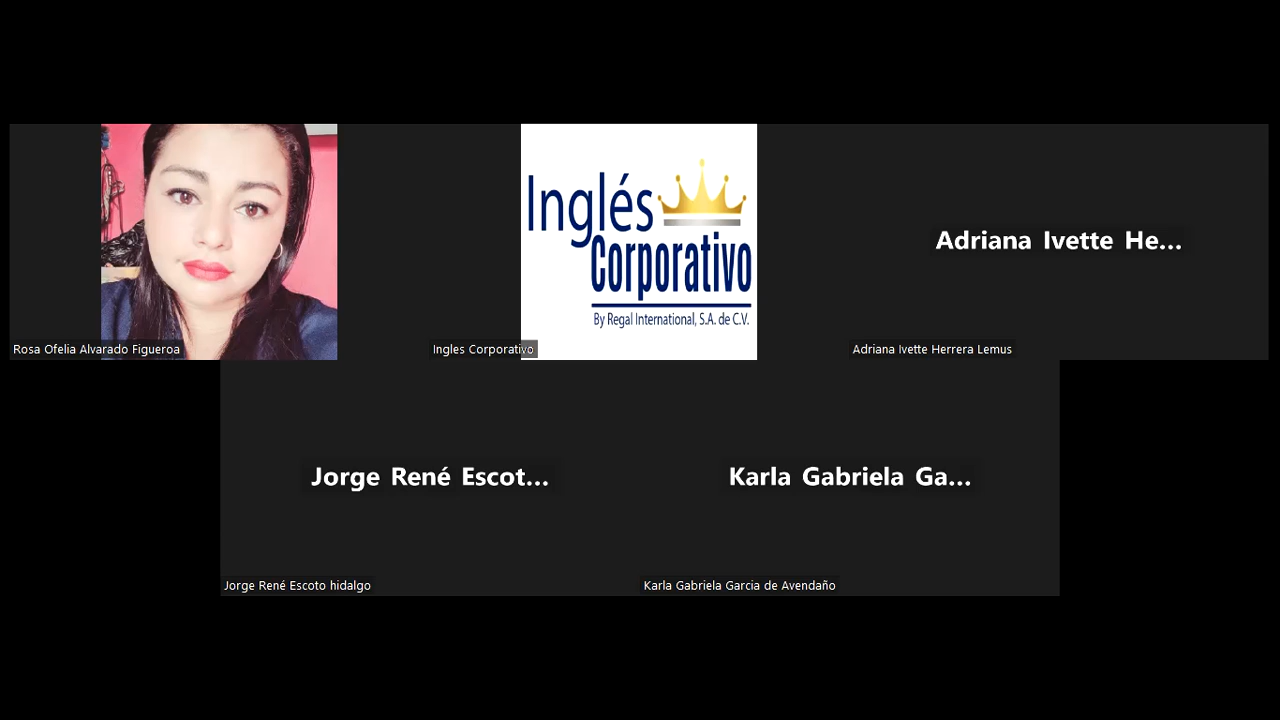 Inglés
Corporativo
By Regal International, S.A. de C.V.
Adriana Ivette He...
Rosa Ofelia Alvarado Figueroa
Ingles Corporativo
Adriana Ivette Herrera Lemus
Jorge René Escot...
Karla Gabriela Ga...
Jorge René Escoto hidalgo
Karla Gabriela Garcia de Avendaño